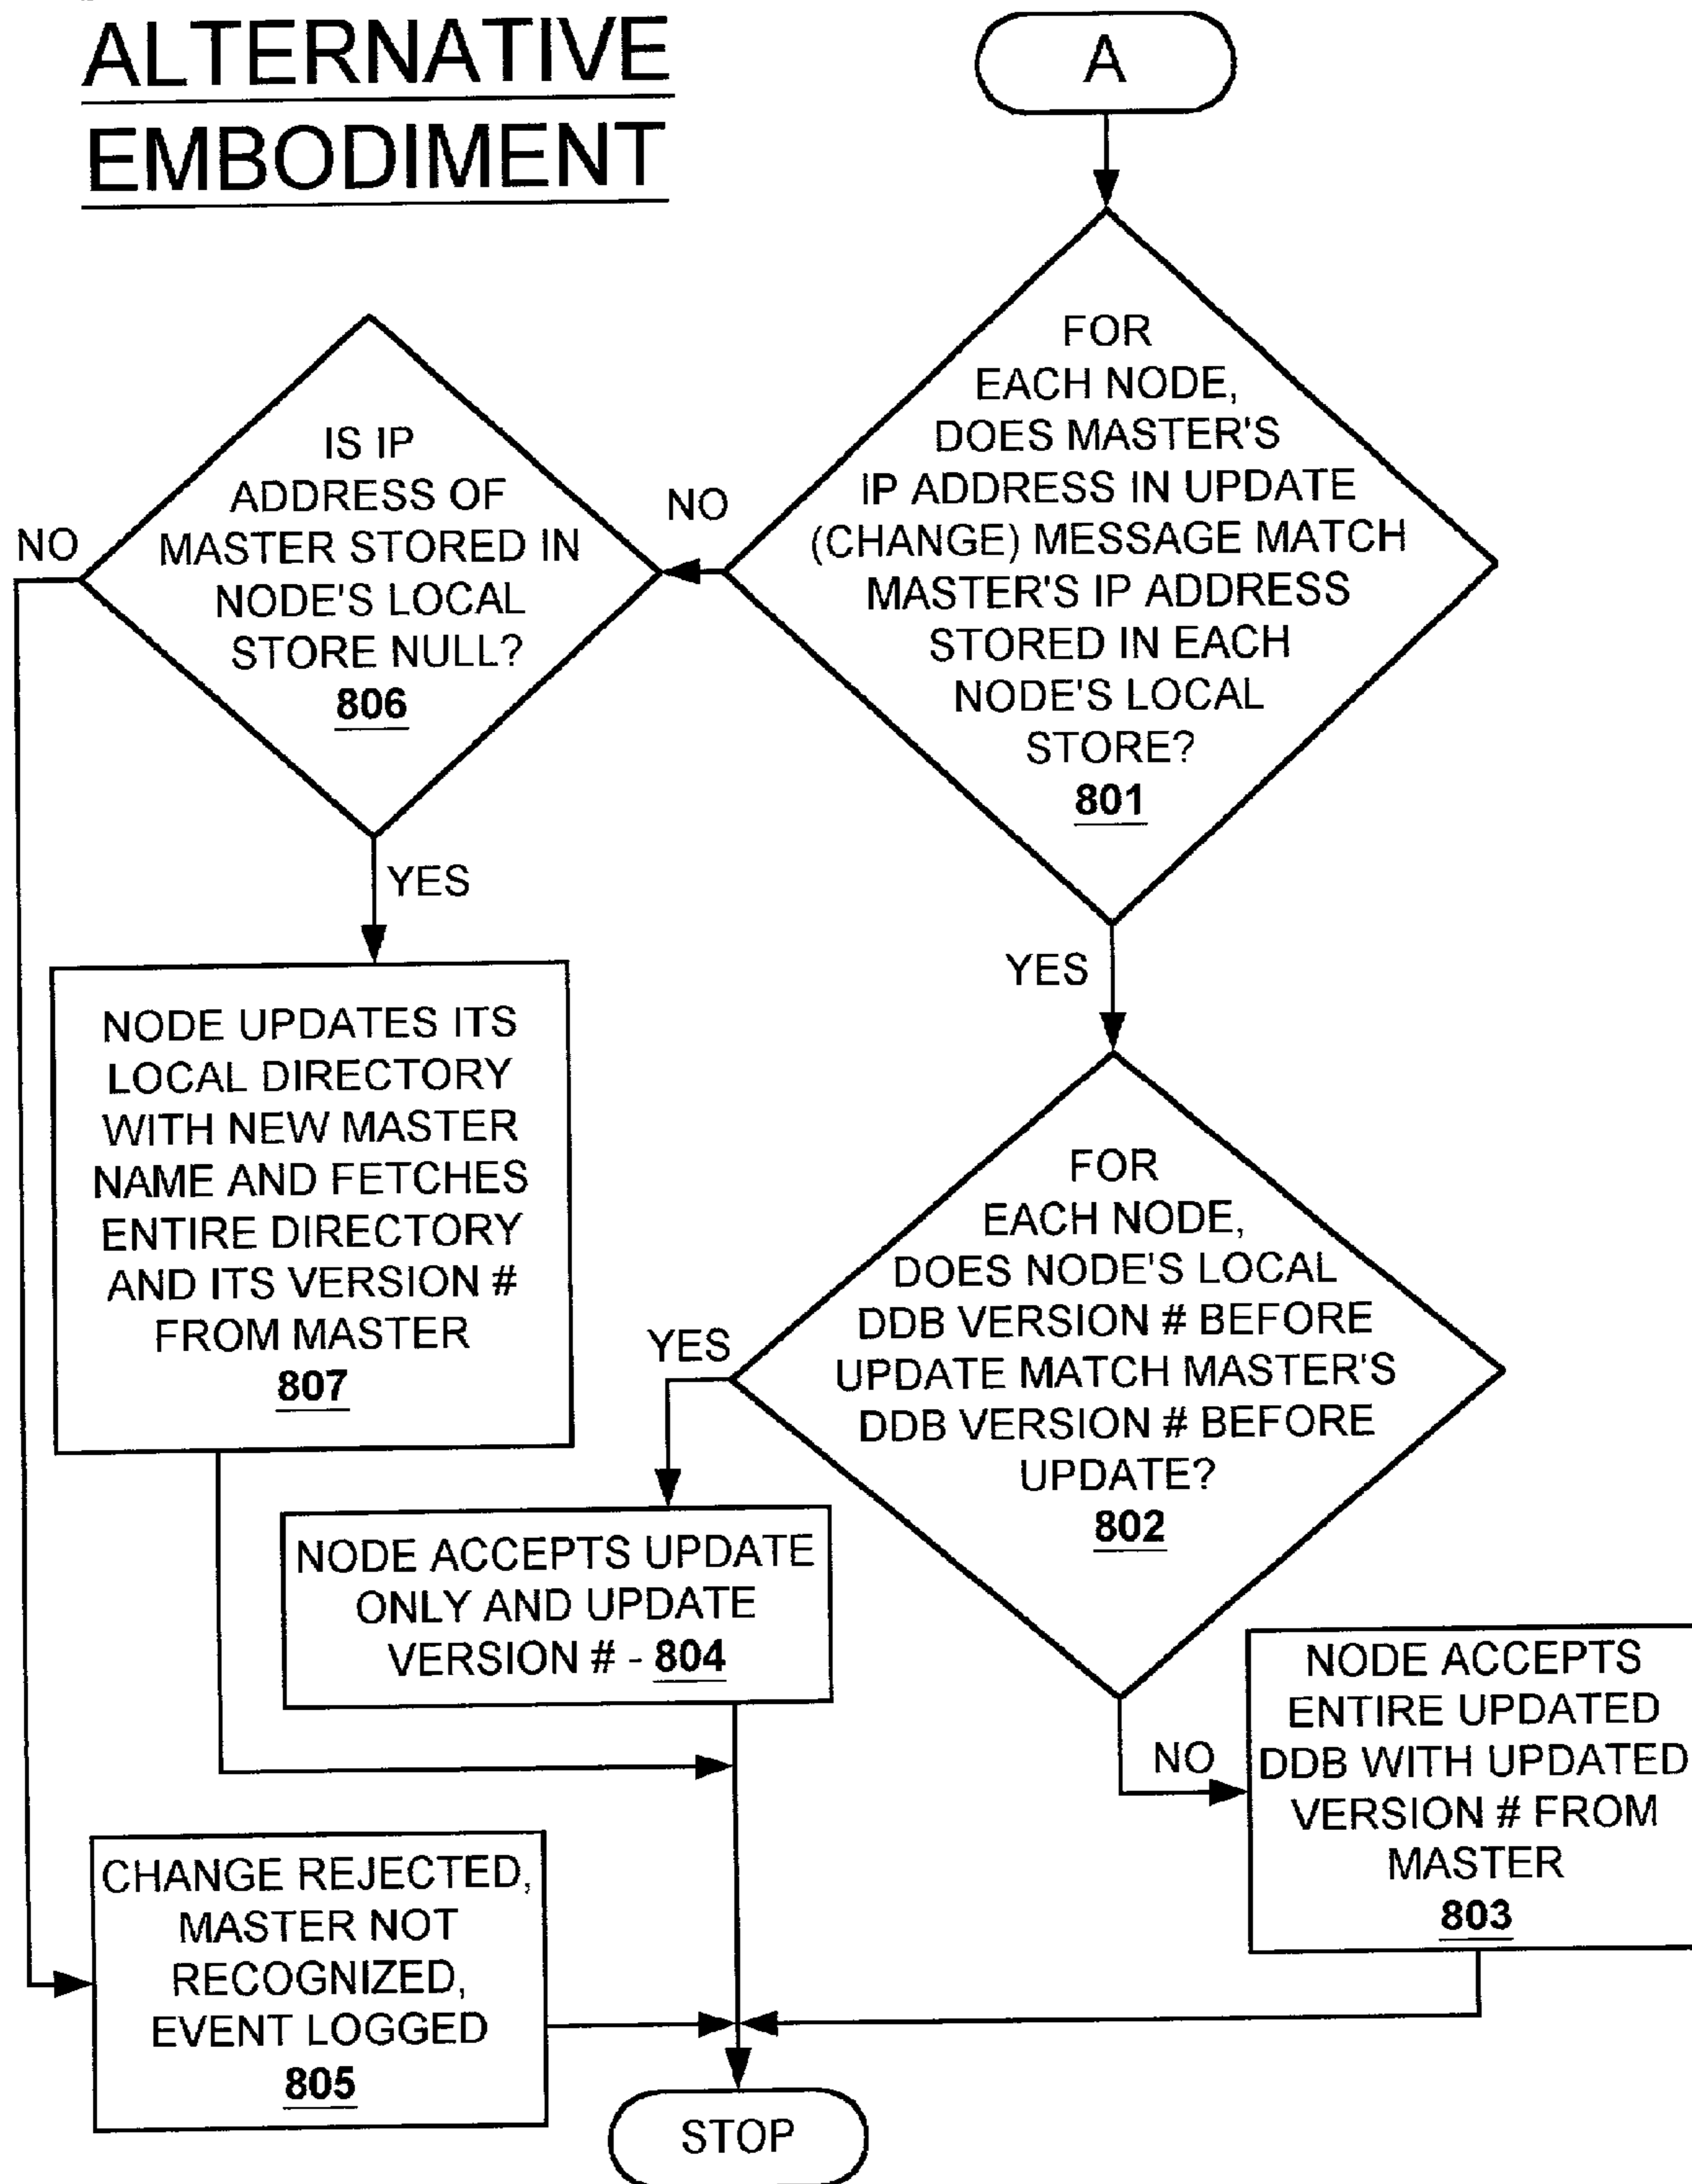 ALTERNATIVE
EMBODIMENT
A
FOR
EACH NODE,
DOES MASTER'S
IP ADDRESS IN UPDATE
(CHANGE) MESSAGE MATCH
MASTER'S IP ADDRESS
STORED IN EACH
NODE'S LOCAL
STORE?
801
NO
IS IP
ADDRESS OF
MASTER STORED IN
NODE'S LOCAL
STORE NULL?
806
NO
YES
NODE UPDATES ITS
LOCAL DIRECTORY
WITH NEW MASTER
NAME AND FETCHES
ENTIRE DIRECTORY
AND ITS VERSION #
FROM MASTER
807
YES
FOR
EACH NODE,
DOES NODE'S LOCAL
DDB VERSION # BEFORE
UPDATE MATCH MASTER'S
DDB VERSION # BEFORE
UPDATE?
802
YES
NODE ACCEPTS UPDATE
ONLY AND UPDATE
VERSION # - 804
NO
NODE ACCEPTS
ENTIRE UPDATED
DDB WITH UPDATED
VERSION # FROM
MASTER
803
CHANGE REJECTED,
MASTER NOT
RECOGNIZED,
EVENT LOGGED
805
STOP